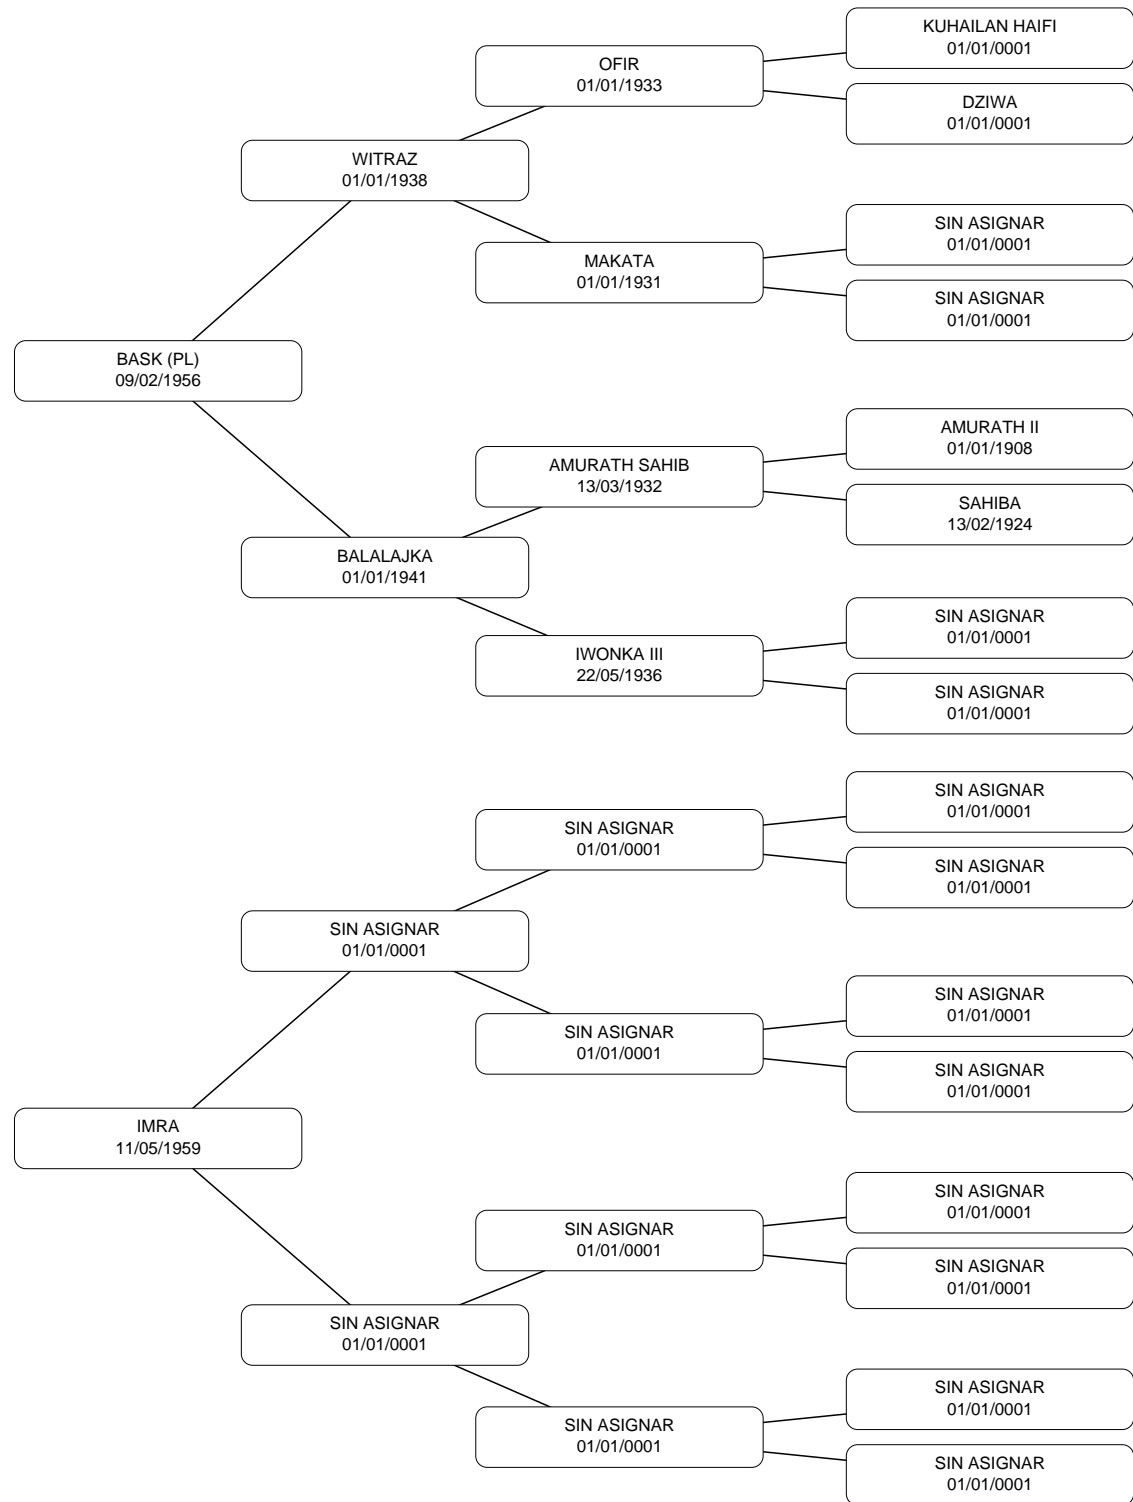 KUHAILAN HAIFI
01/01/0001
OFIR
01/01/1933
DZIWA
01/01/0001
WITRAZ
01/01/1938
SIN ASIGNAR
01/01/0001
MAKATA
01/01/1931
SIN ASIGNAR
01/01/0001
BASK (PL)
09/02/1956
AMURATH II
01/01/1908
AMURATH SAHIB
13/03/1932
SAHIBA
13/02/1924
BALALAJKA
01/01/1941
SIN ASIGNAR
01/01/0001
IWONKA III
22/05/1936
SIN ASIGNAR
01/01/0001
SIN ASIGNAR
01/01/0001
SIN ASIGNAR
01/01/0001
SIN ASIGNAR
01/01/0001
SIN ASIGNAR
01/01/0001
SIN ASIGNAR
01/01/0001
SIN ASIGNAR
01/01/0001
SIN ASIGNAR
01/01/0001
IMRA
11/05/1959
SIN ASIGNAR
01/01/0001
SIN ASIGNAR
01/01/0001
SIN ASIGNAR
01/01/0001
SIN ASIGNAR
01/01/0001
SIN ASIGNAR
01/01/0001
SIN ASIGNAR
01/01/0001
SIN ASIGNAR
01/01/0001